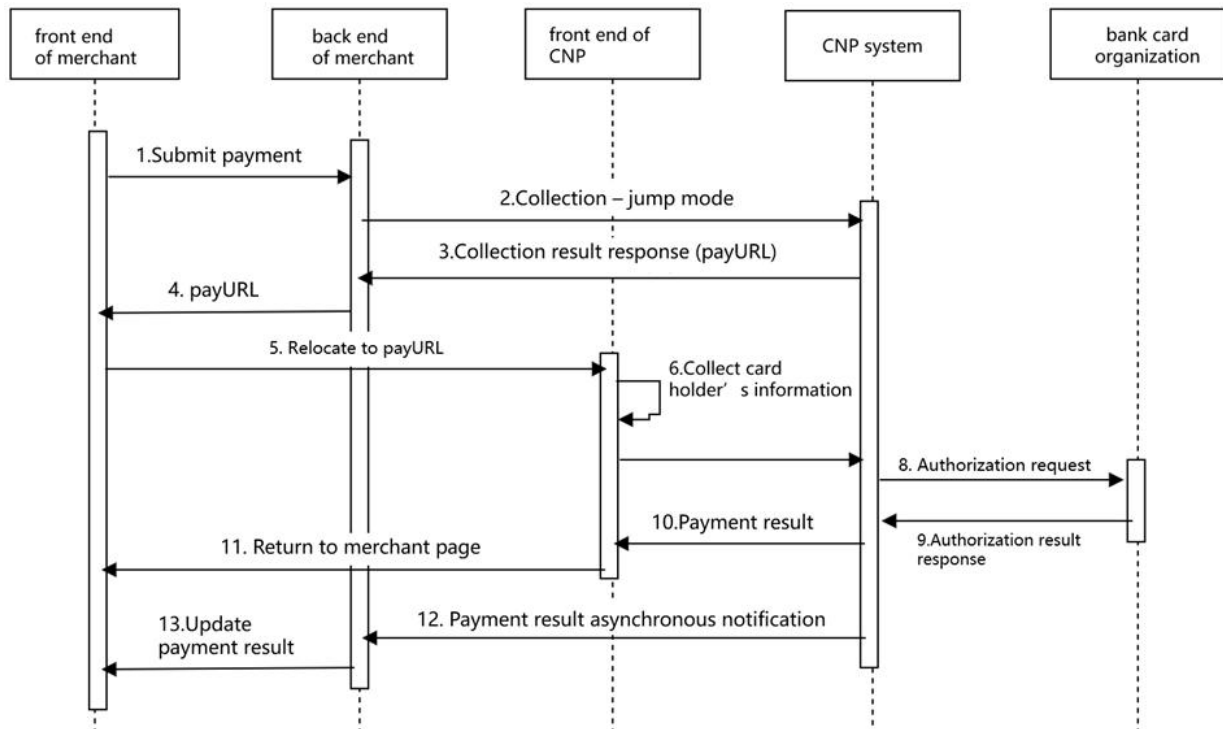 front end
of merchant
back end
of merchant
front end of
CNP
CNP system
bank card
organization
1.Submit payment
2.Collection – jump mode
3.Collection result response (payURL)
4. payURL
5. Relocate to payURL
6.Collect card
holder’ s information
8. Authorization request
9.Authorization result
response
10.Payment result
11. Return to merchant page
12. Payment result asynchronous notification
13.Update
payment result